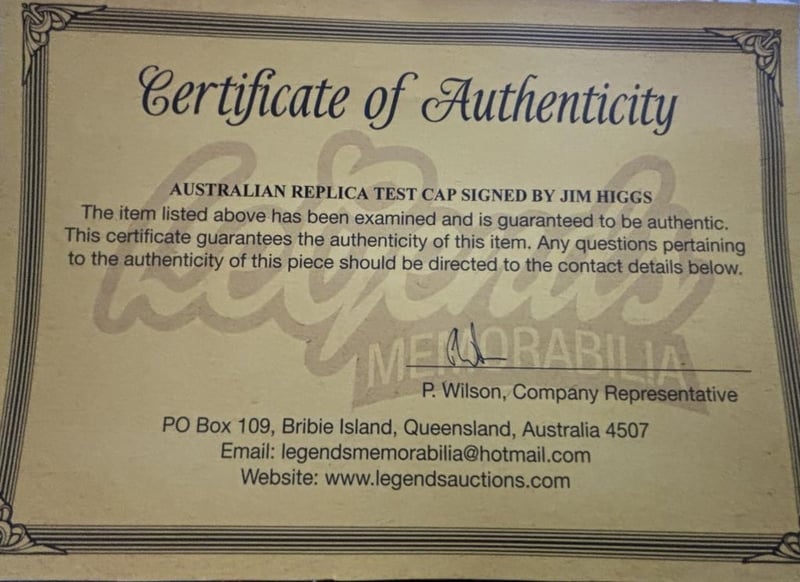 Certificate of Authenticity
AUSTRALIAN REPLICA TEST CAP SIGNED BY JIM HIGGS
The item listed above has been examined and is guaranteed to be authentic.
This certificate guarantees the authenticity of this item. Any questions pertaining
to the authenticity of this piece should be directed to the contact details below.
Legends
MEMORABILIA
P. Wilson, Company Representative
PO Box 109, Bribie Island, Queensland, Australia 4507
Email: legendsmemorabilia@hotmail.com
Website: www.legendsauctions.com